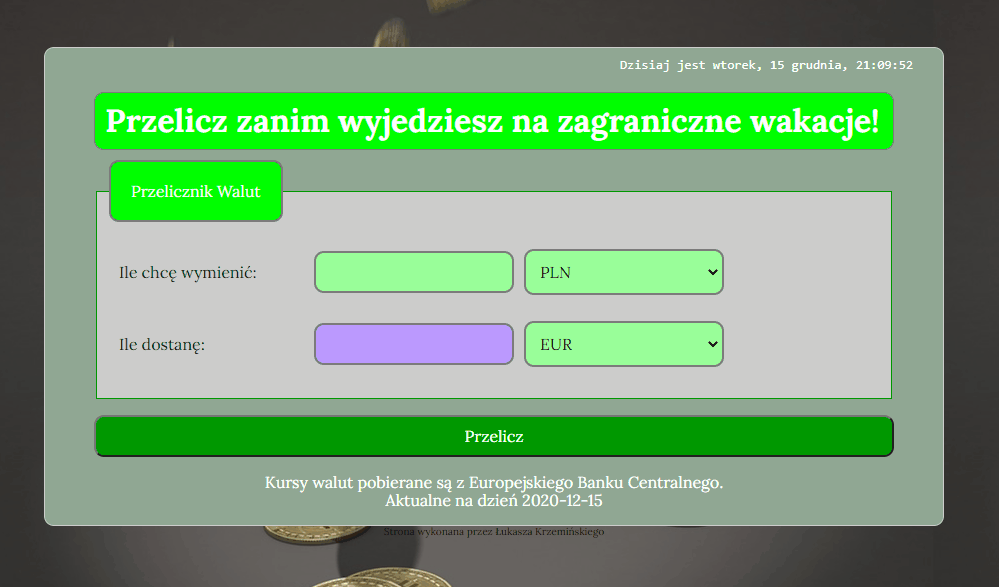 Dzisiaj jest wtorek, 15 grudnia, 21:09:52
Przelicz zanim wyjedziesz na zagraniczne wakacje!
Przelicznik Walut
Ile chcę wymienić:
PLN
Ile dostanę:
EUR
Przelicz
Kursy walut pobierane są z Europejskiego Banku Centralnego.
Aktualne na dzień 2020-12-15
Strona wykonana przez Łukasza Krzemińskiego